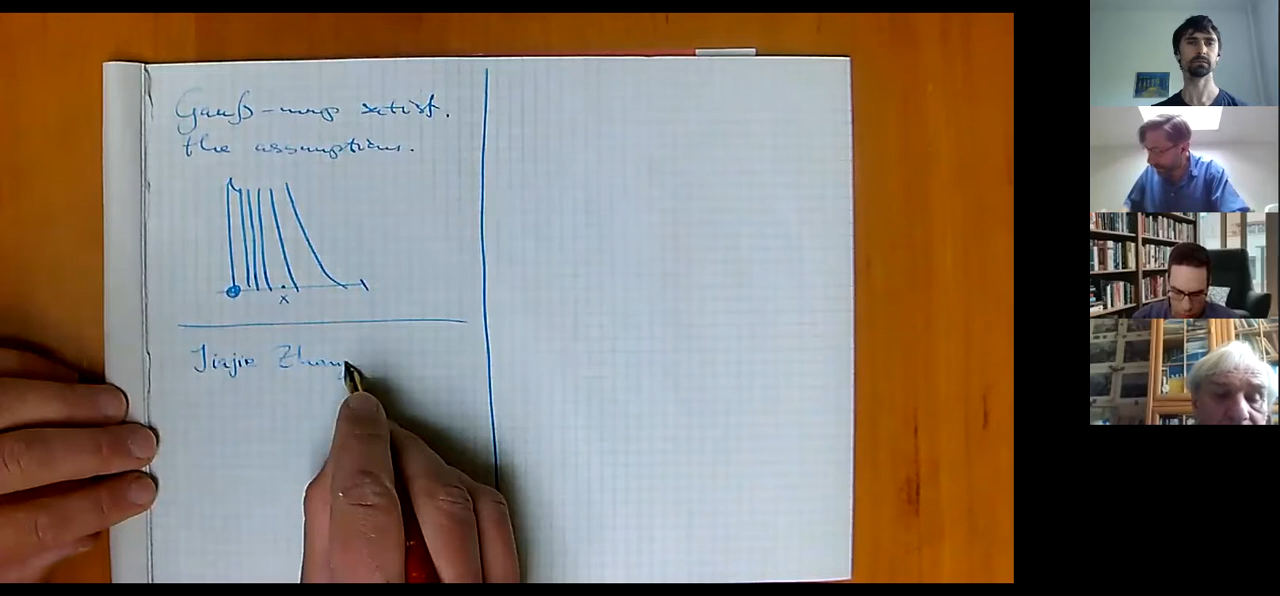 Gauß-map satisf.
the assumptions.
x
Jiajie Zhang